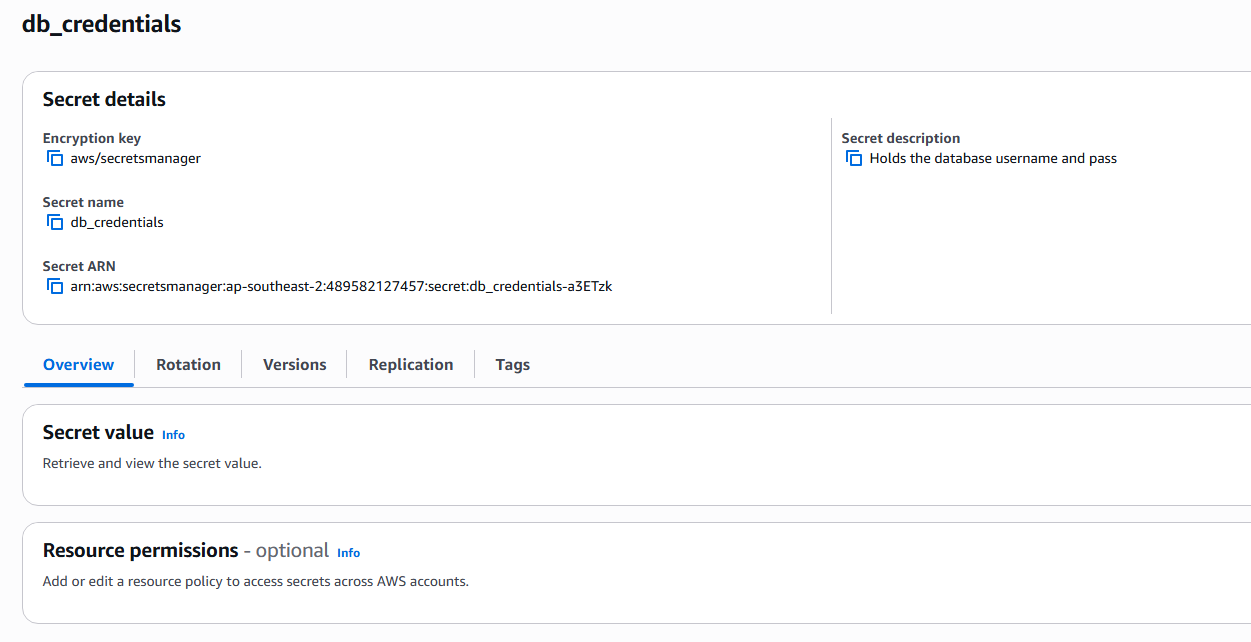 db_credentials
Secret details
Encryption key
aws/secretsmanager
Secret name
db_credentials
Secret ARN
arn:aws:secretsmanager:ap-southeast-2:489582127457:secret:db_credentials-a3ETzk
Secret description
Holds the database username and pass
Overview Rotation Versions Replication Tags
Secret value Info
Retrieve and view the secret value.
Resource permissions - optional Info
Add or edit a resource policy to access secrets across AWS accounts.